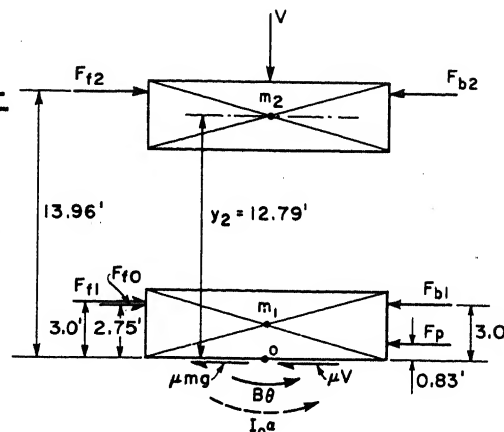 V
F_f2
F_b2
m_2
13.96'
y_2 = 12.79'
F_f0
F_f1
F_b1
m_1
3.0'
2.75'
F_p
3.0
o
0.83'
μmg
μV
Bθ
I_oα